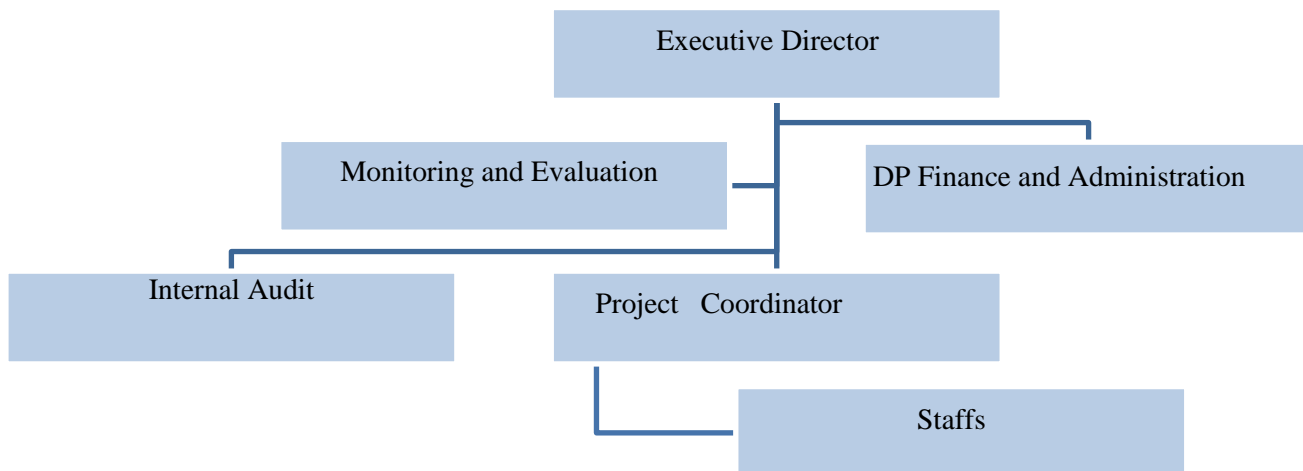 Executive Director
Monitoring and Evaluation
DP Finance and Administration
Internal Audit
Project Coordinator
Staffs